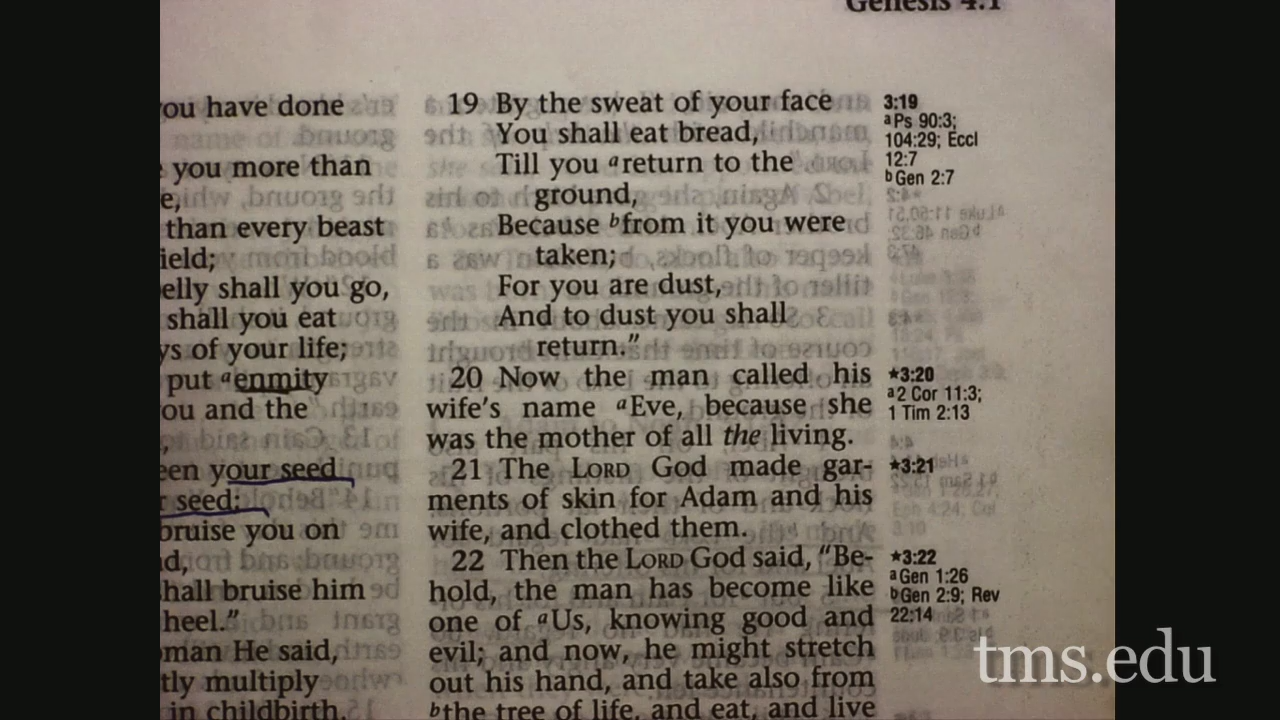 Genesis 4:1
ou have done
you more than
e,
than every beast
ield;
elly shall you go,
shall you eat
ys of your life;
put ᵃenmity
ou and the
een your seed
r seed;
bruise you on
d,
hall bruise him
heel."
man He said,
tly multiply
in childbirth,
19 By the sweat of your face
You shall eat bread,
Till you ᵃreturn to the
ground,
Because ᵇfrom it you were
taken;
For you are dust,
And to dust you shall
return."
20 Now the man called his
wife's name ᵃEve, because she
was the mother of all the living.
21 The LORD God made gar-
ments of skin for Adam and his
wife, and clothed them.
22 Then the LORD God said, "Be-
hold, the man has become like
one of ᵃUs, knowing good and
evil; and now, he might stretch
out his hand, and take also from
ᵇthe tree of life, and eat, and live
3:19
ᵃPs 90:3;
104:29; Eccl
12:7
ᵇGen 2:7
★3:20
ᵃ2 Cor 11:3;
1 Tim 2:13
★3:21
★3:22
ᵃGen 1:26
ᵇGen 2:9; Rev
22:14
tms.edu